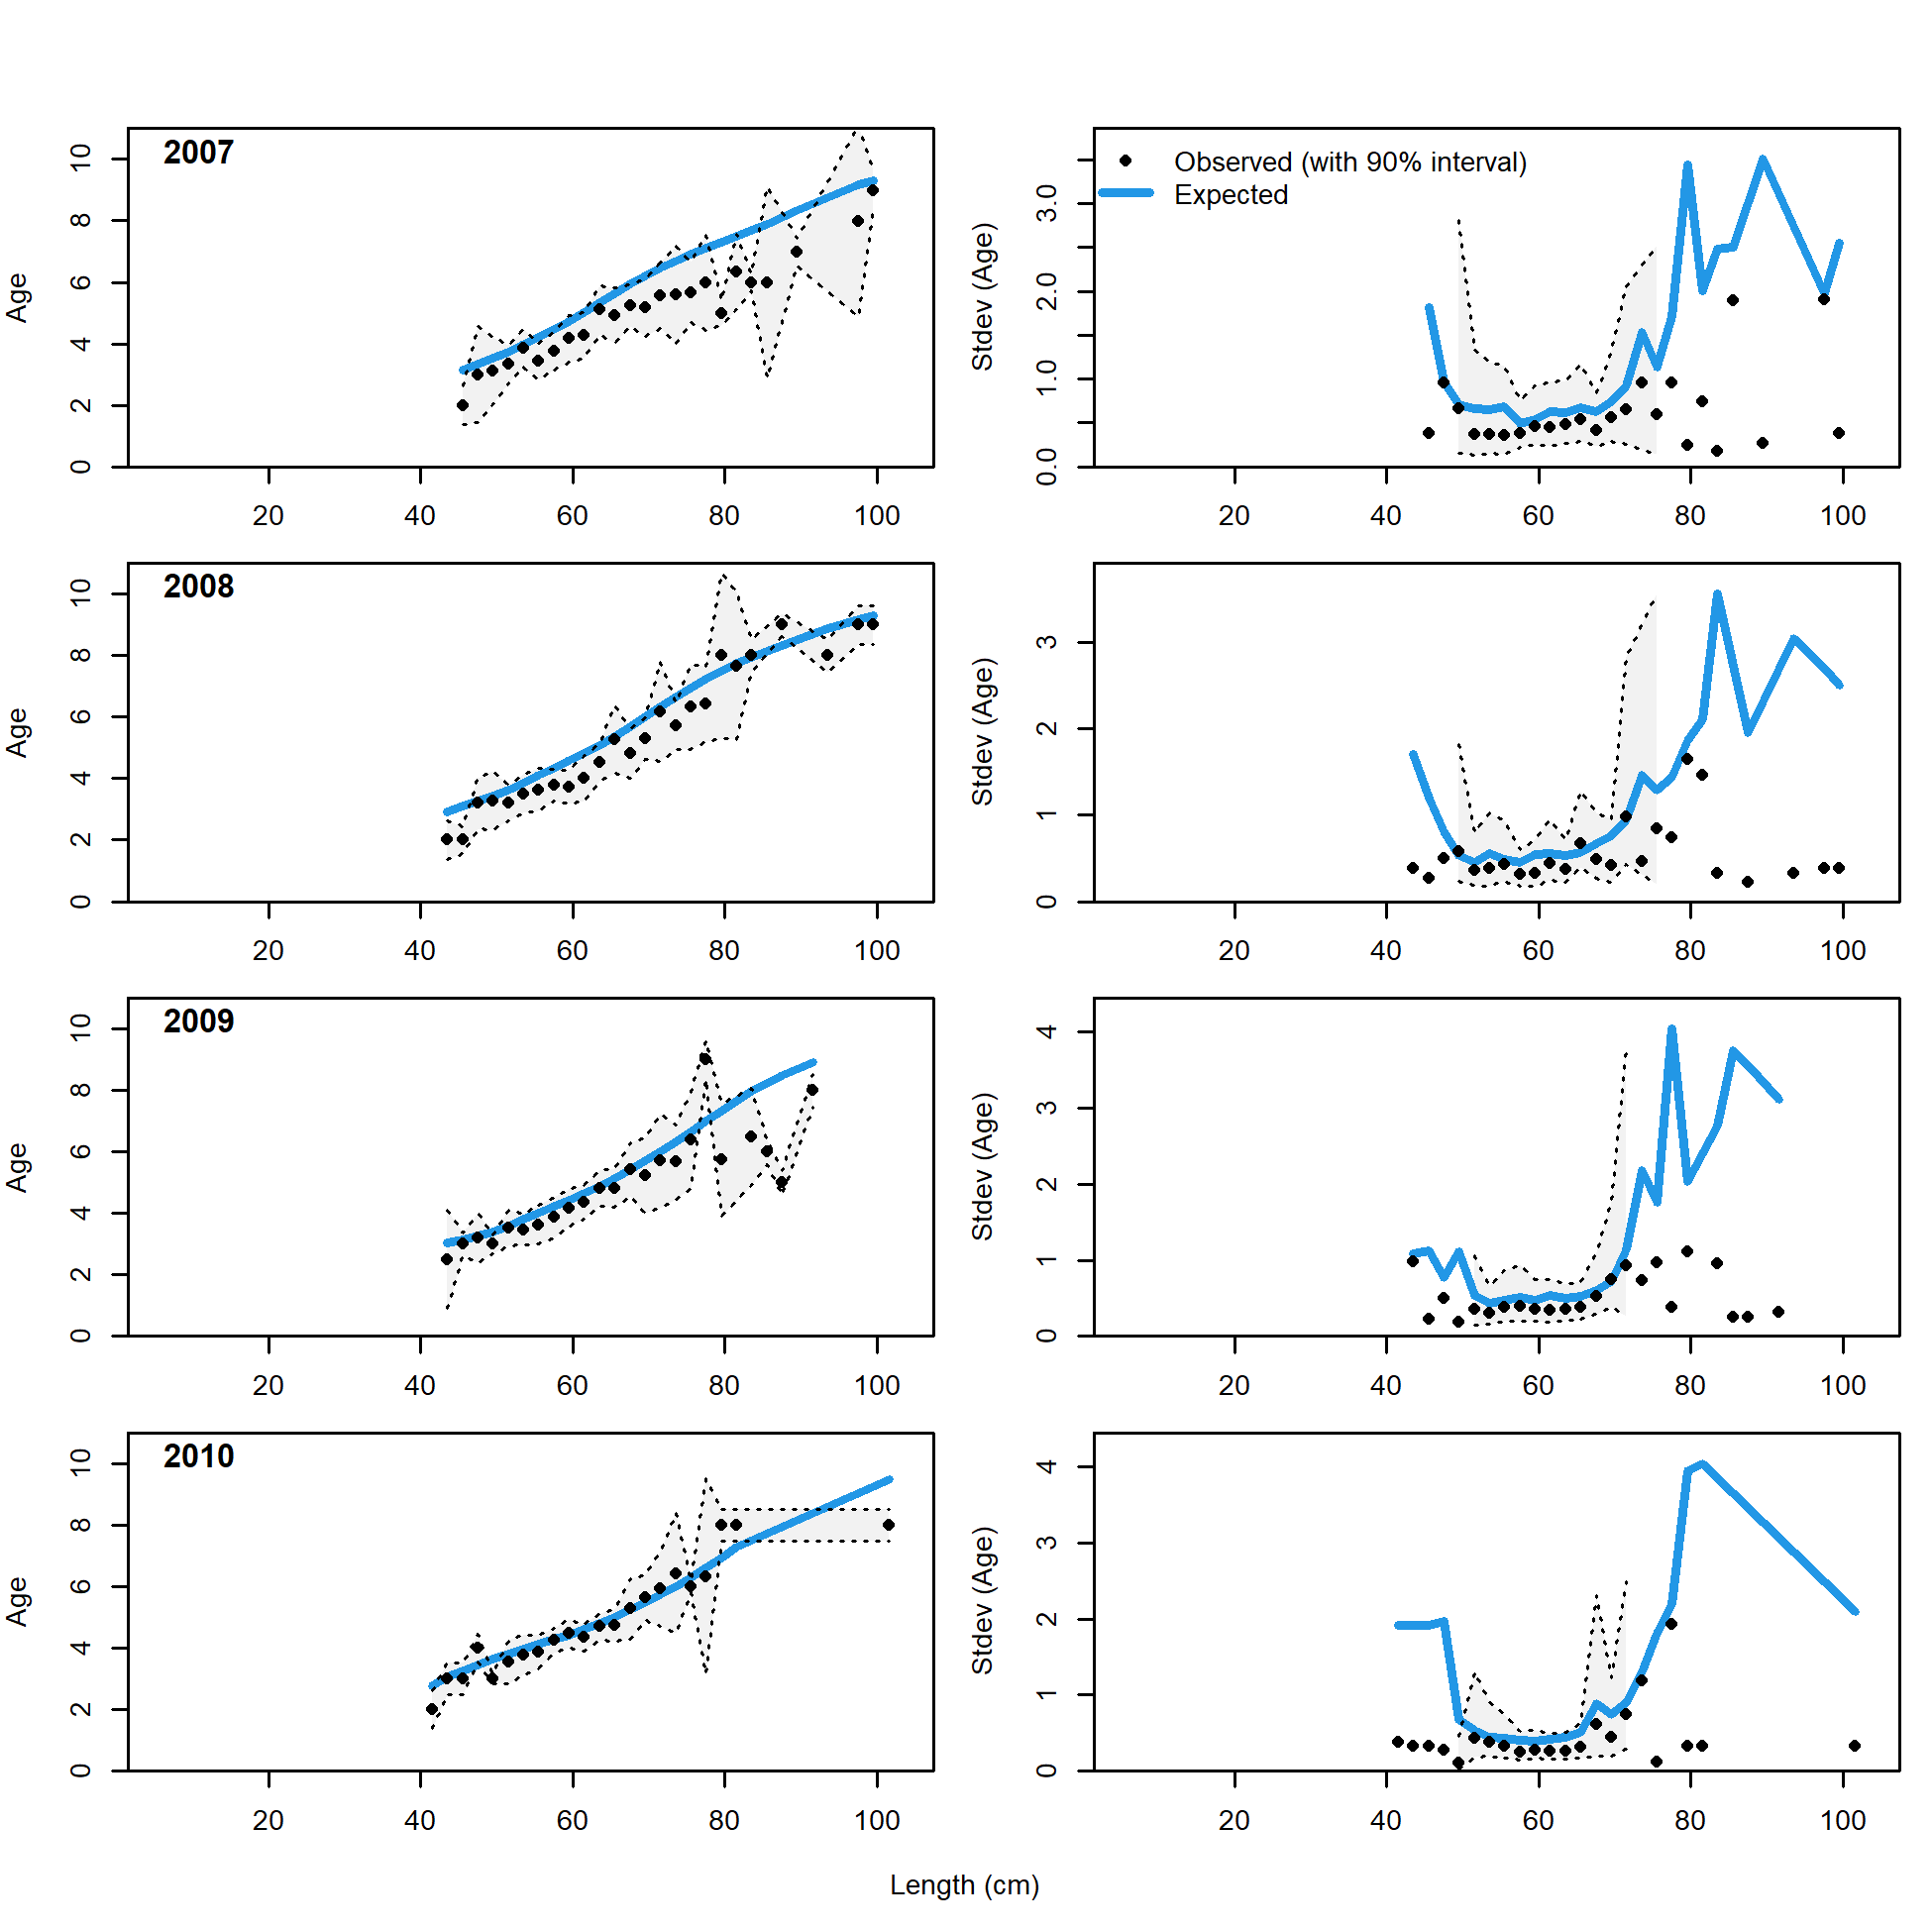 2007
Age
0 2 4 6 8 10
20 40 60 80 100
Observed (with 90% interval)
Expected
Stdev (Age)
0.0 1.0 2.0 3.0
20 40 60 80 100
2008
Age
0 2 4 6 8 10
20 40 60 80 100
Stdev (Age)
0 1 2 3
20 40 60 80 100
2009
Age
0 2 4 6 8 10
20 40 60 80 100
Stdev (Age)
0 1 2 3 4
20 40 60 80 100
2010
Age
0 2 4 6 8 10
20 40 60 80 100
Stdev (Age)
0 1 2 3 4
20 40 60 80 100
Length (cm)